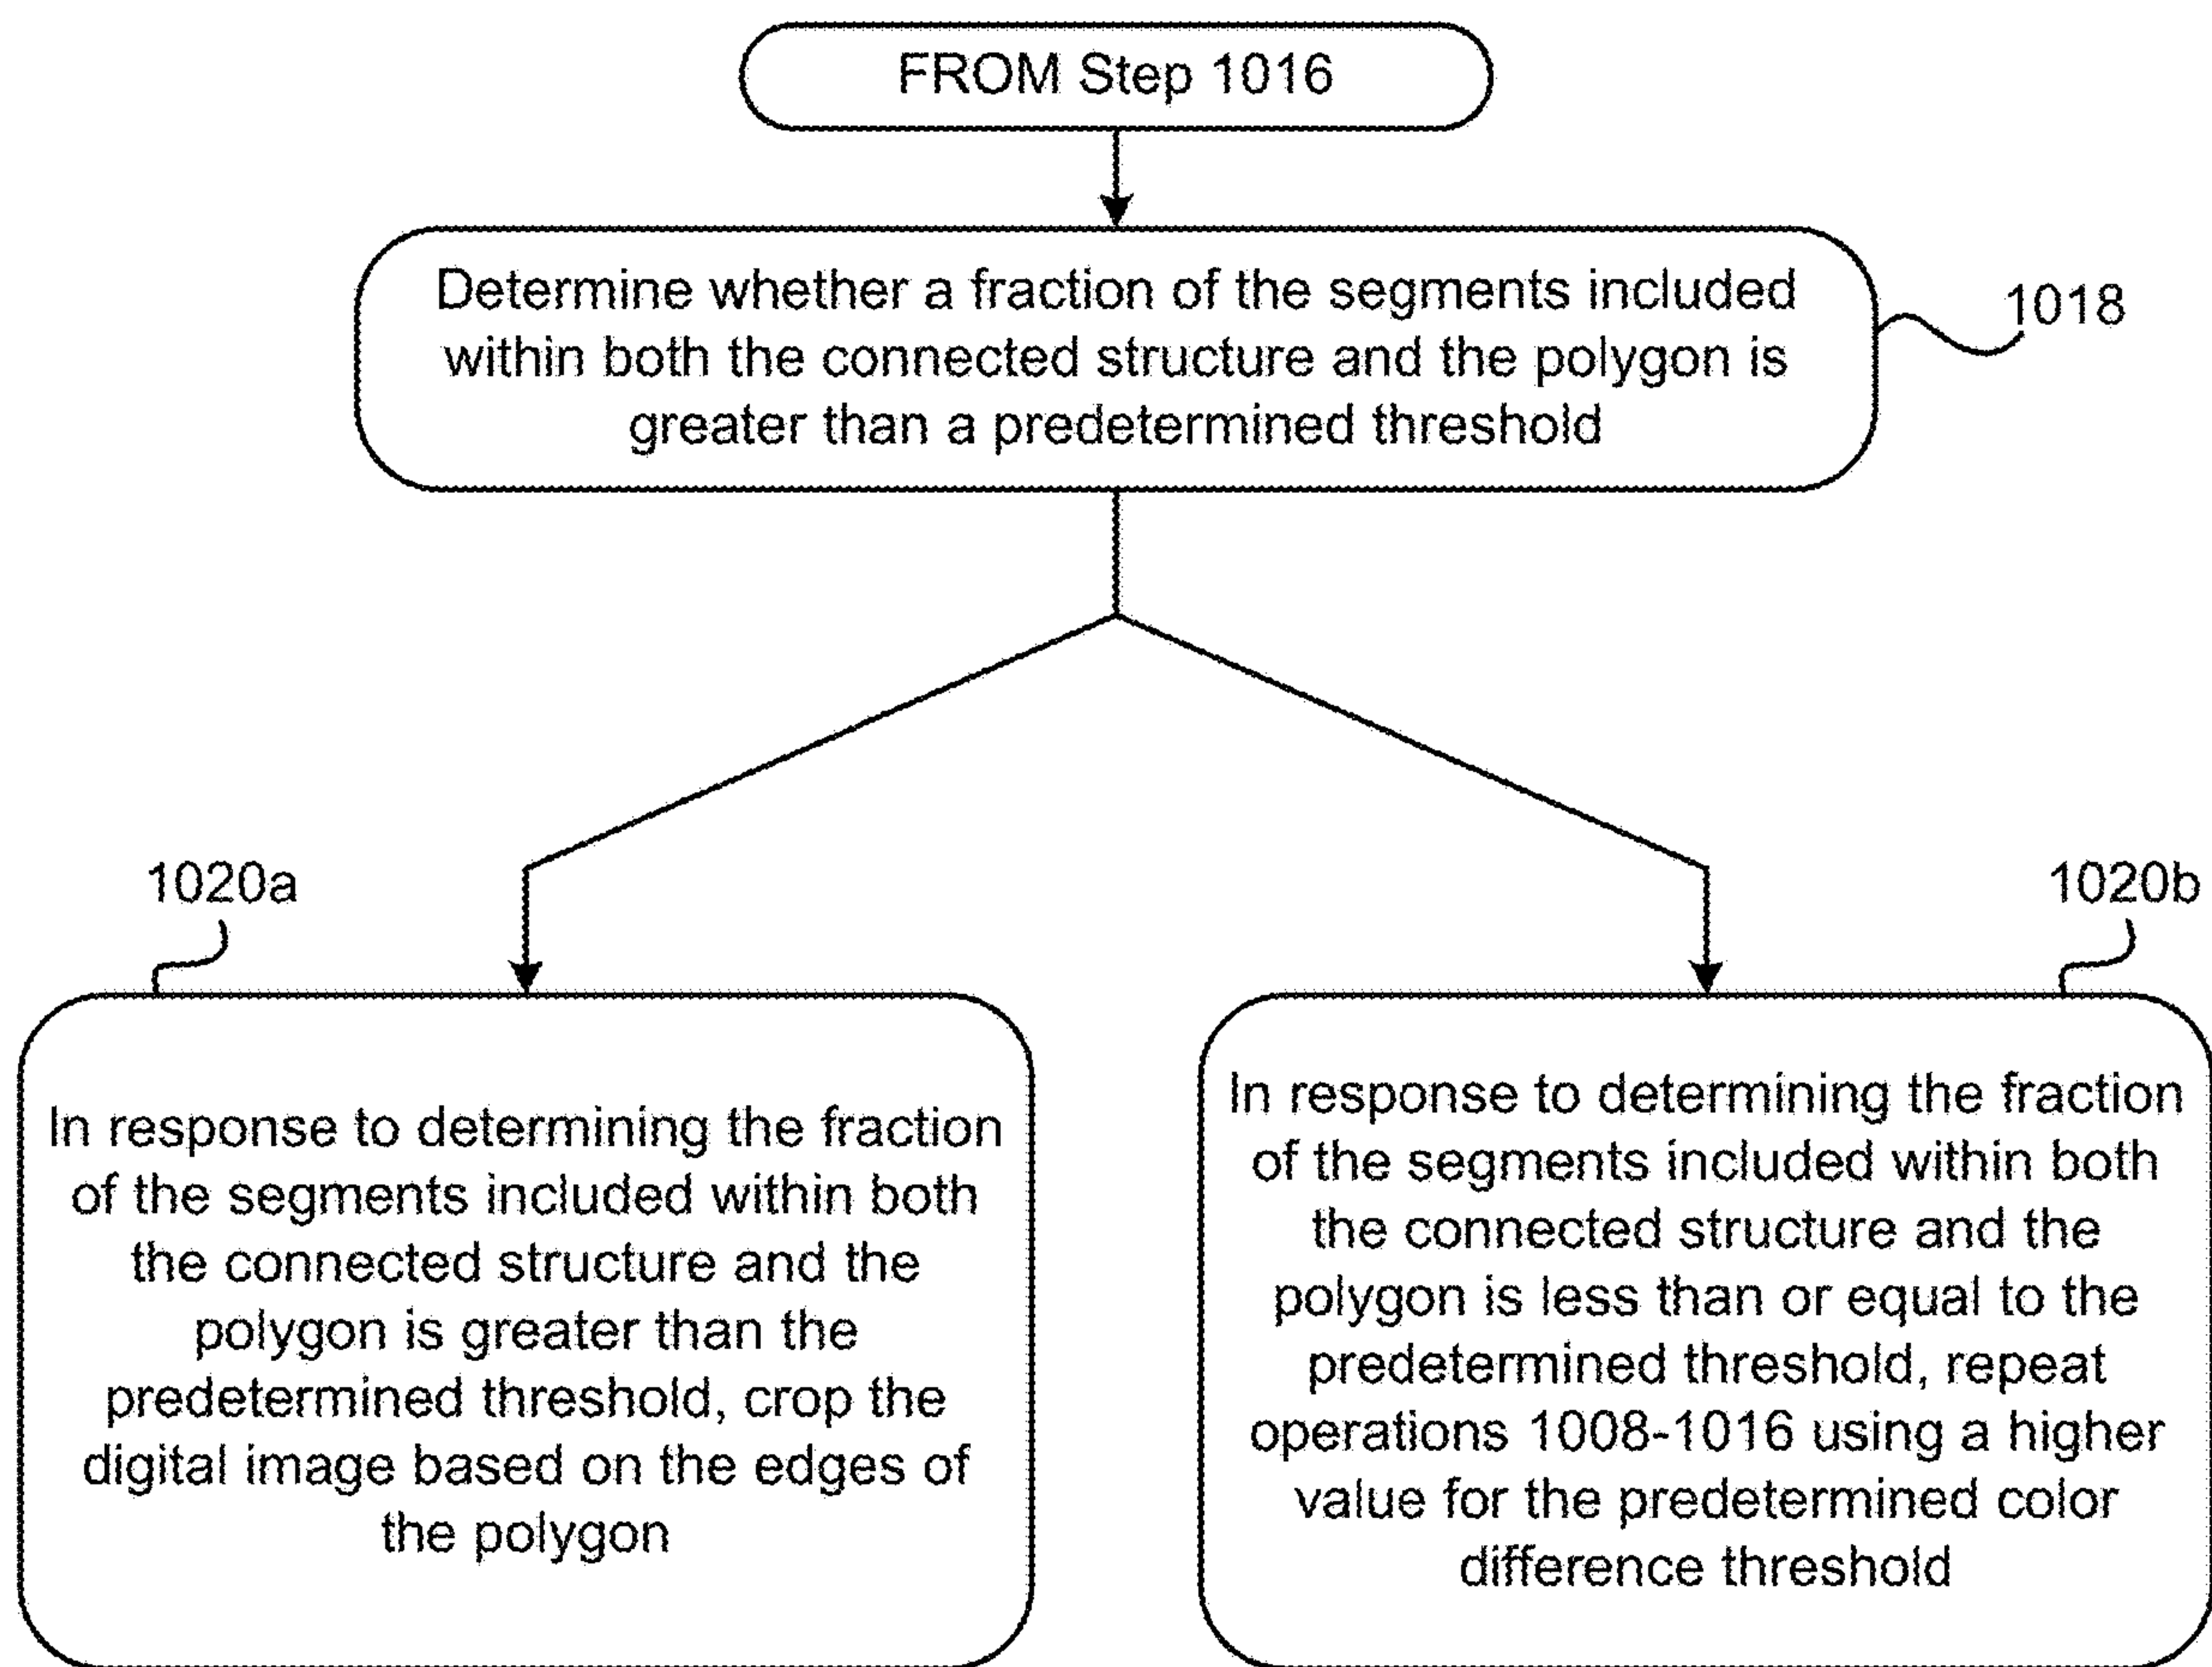 FROM Step 1016
Determine whether a fraction of the segments included
within both the connected structure and the polygon is
greater than a predetermined threshold
1018
1020a
In response to determining the fraction
of the segments included within both
the connected structure and the
polygon is greater than the
predetermined threshold, crop the
digital image based on the edges of
the polygon
1020b
In response to determining the fraction
of the segments included within both
the connected structure and the
polygon is less than or equal to the
predetermined threshold, repeat
operations 1008-1016 using a higher
value for the predetermined color
difference threshold